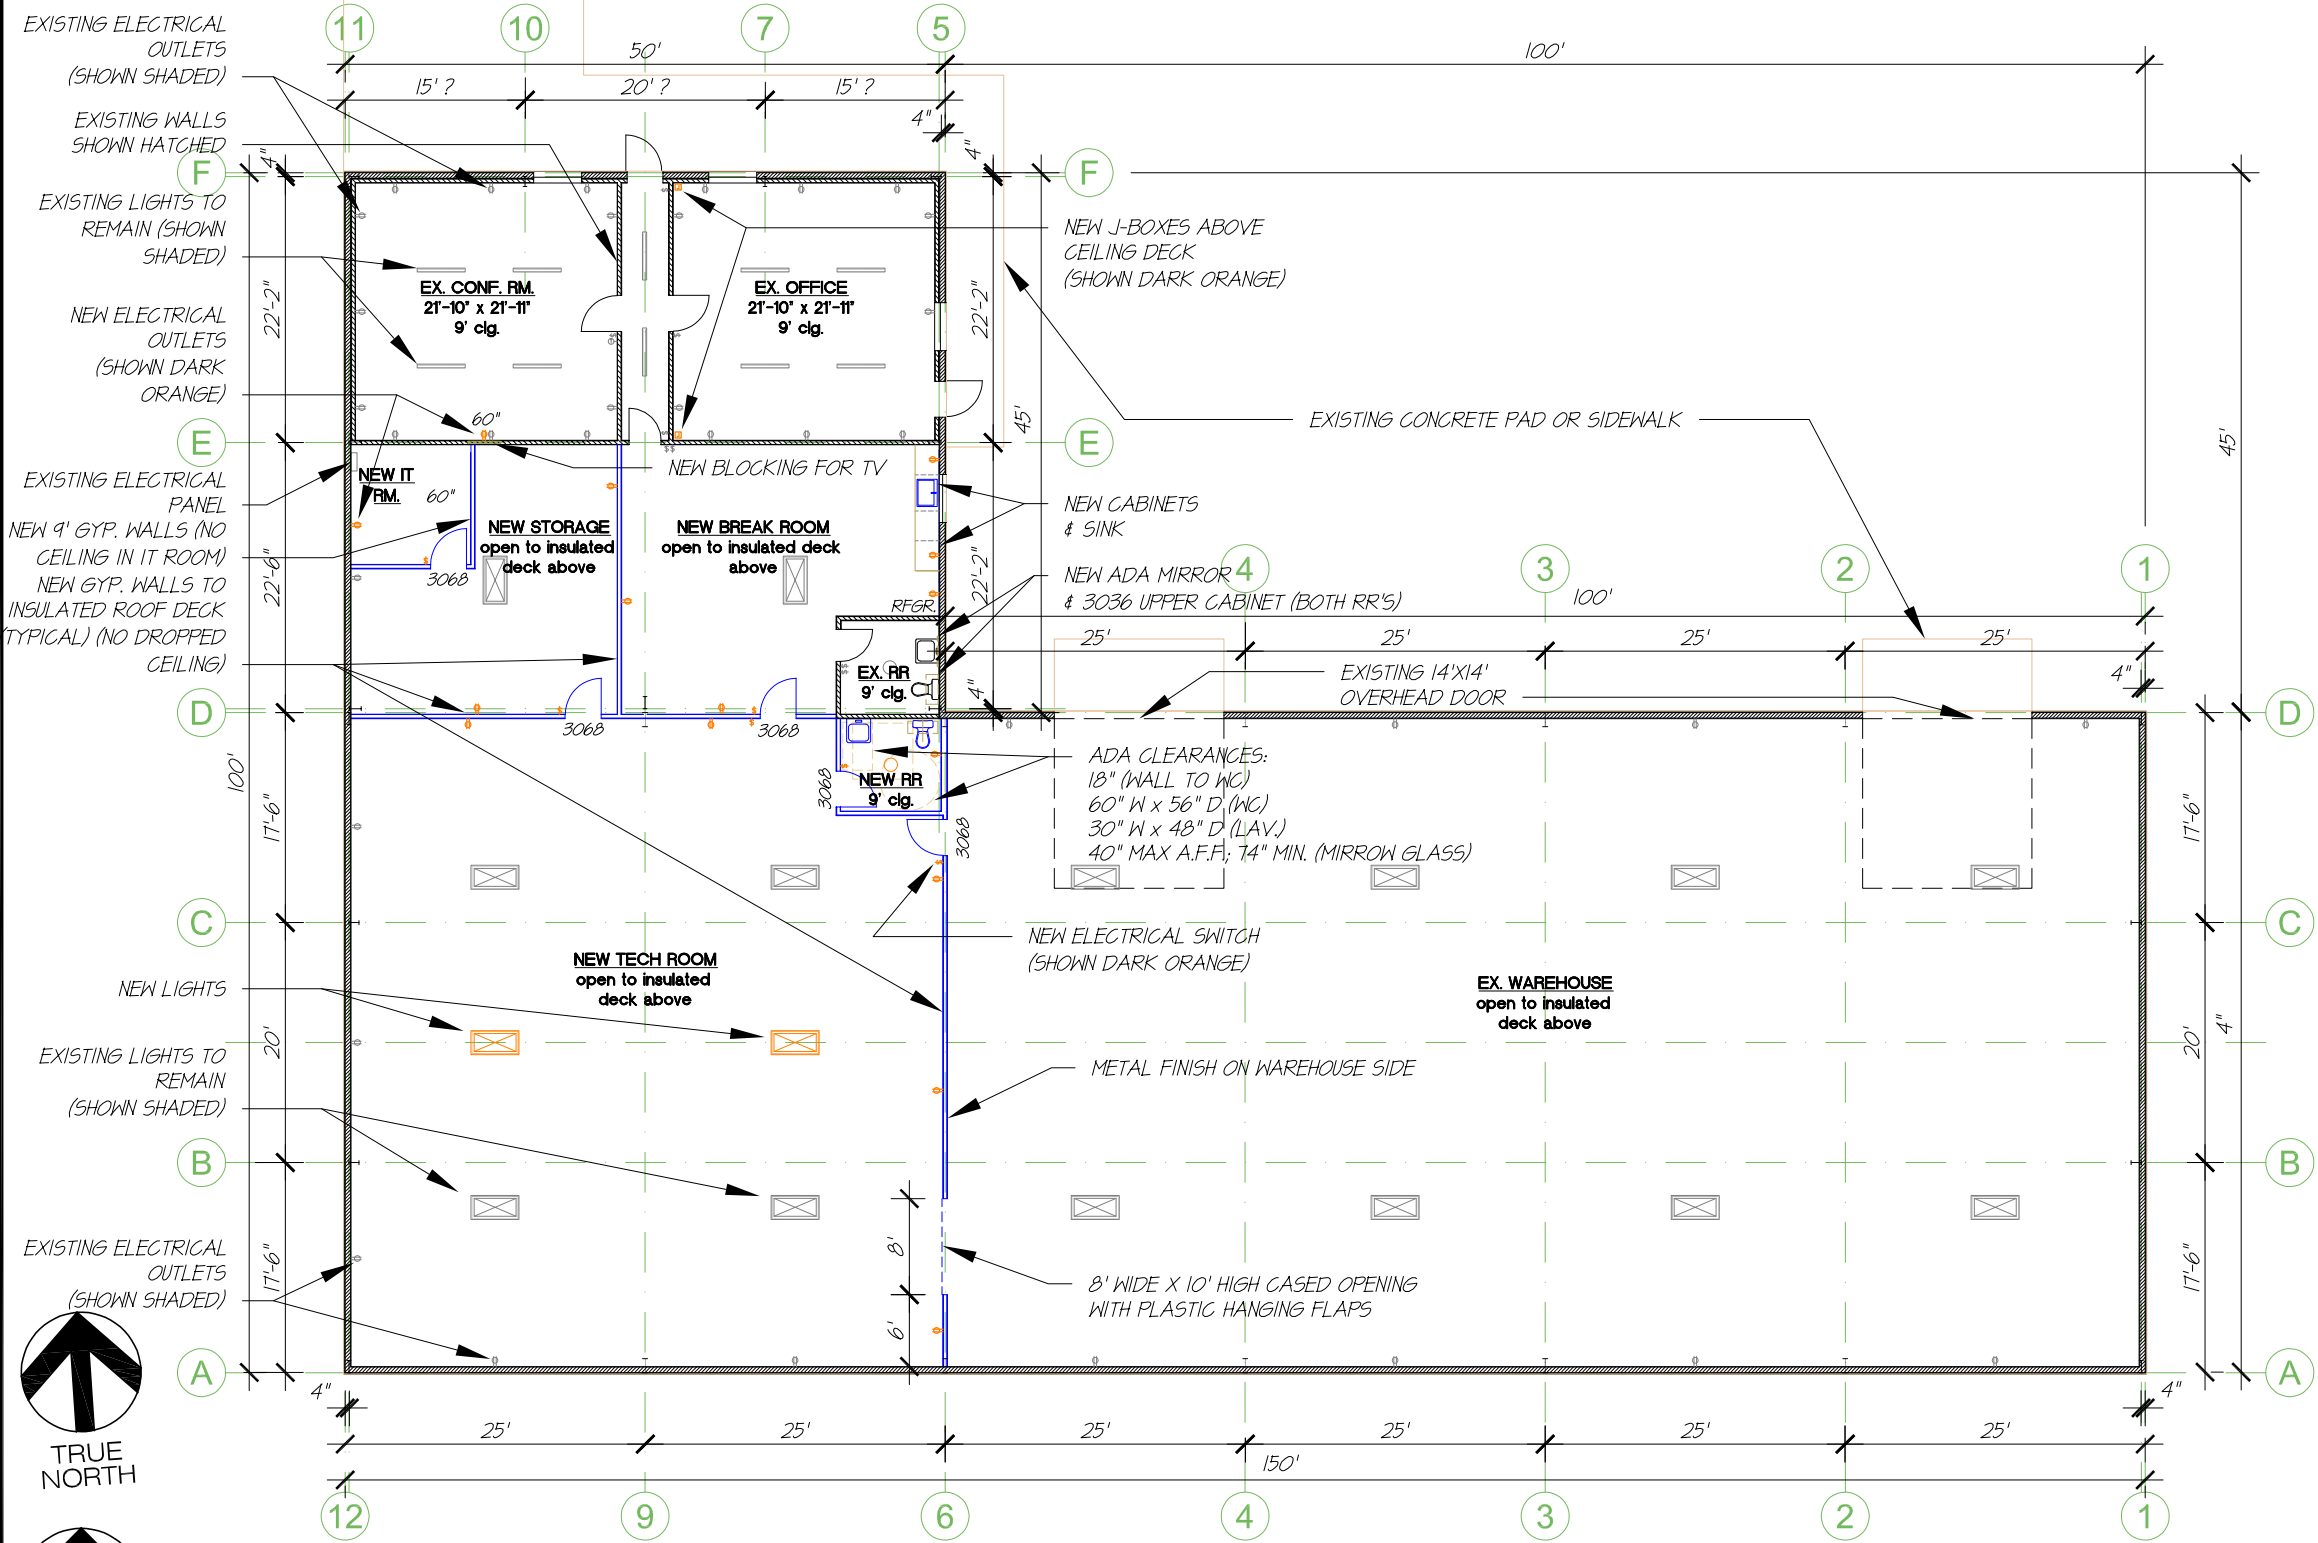 11
10
7
5
50'
100'
15' ?
20' ?
15' ?
4"
4"
4"
F
F
EXISTING ELECTRICAL
OUTLETS
(SHOWN SHADED)
EXISTING WALLS
SHOWN HATCHED
EXISTING LIGHTS TO
REMAIN (SHOWN
SHADED)
NEW ELECTRICAL
OUTLETS
(SHOWN DARK
ORANGE)
22'-2"
EX. CONF. RM.
21'-10" x 21'-11"
9' clg.
EX. OFFICE
21'-10" x 21'-11"
9' clg.
22'-2"
45'
45'
NEW J-BOXES ABOVE
CEILING DECK
(SHOWN DARK ORANGE)
EXISTING CONCRETE PAD OR SIDEWALK
60"
E
E
NEW BLOCKING FOR TV
EXISTING ELECTRICAL
PANEL
NEW 9' GYP. WALLS (NO
CEILING IN IT ROOM)
NEW GYP. WALLS TO
INSULATED ROOF DECK
(TYPICAL) (NO DROPPED
CEILING)
22'-6"
NEW IT
RM.
60"
3068
NEW STORAGE
open to insulated
deck above
NEW BREAK ROOM
open to insulated deck
above
RFGR.
NEW CABINETS
& SINK
22'-2"
NEW ADA MIRROR
& 3036 UPPER CABINET (BOTH RR'S)
4
3
2
1
100'
25'
25'
25'
25'
4"
4"
EX. RR
9' clg.
EXISTING 14'X14'
OVERHEAD DOOR
D
D
3068
3068
3068
3068
NEW RR
9' clg.
ADA CLEARANCES:
18" (WALL TO WC)
60" W x 56" D (WC)
30" W x 48" D (LAV.)
40" MAX A.F.F.; 74" MIN. (MIRROW GLASS)
100'
17'-6"
17'-6"
C
C
NEW ELECTRICAL SWITCH
(SHOWN DARK ORANGE)
NEW TECH ROOM
open to insulated
deck above
EX. WAREHOUSE
open to insulated
deck above
NEW LIGHTS
20'
20'
4"
EXISTING LIGHTS TO
REMAIN
(SHOWN SHADED)
METAL FINISH ON WAREHOUSE SIDE
B
B
EXISTING ELECTRICAL
OUTLETS
(SHOWN SHADED)
17'-6"
17'-6"
8'
6'
8' WIDE X 10' HIGH CASED OPENING
WITH PLASTIC HANGING FLAPS
A
A
4"
4"
TRUE
NORTH
25'
25'
25'
25'
25'
25'
150'
12
9
6
4
3
2
1